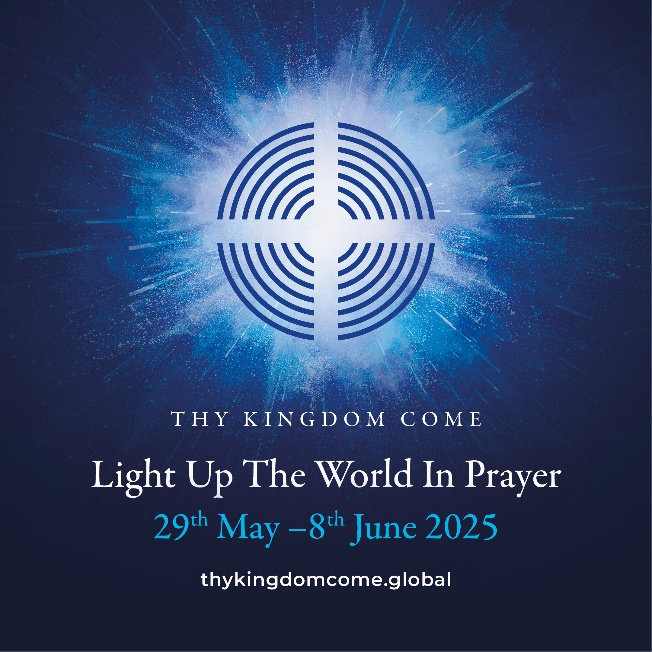 THY KINGDOM COME
Light Up The World In Prayer
29th May –8th June 2025
thykingdomcome.global